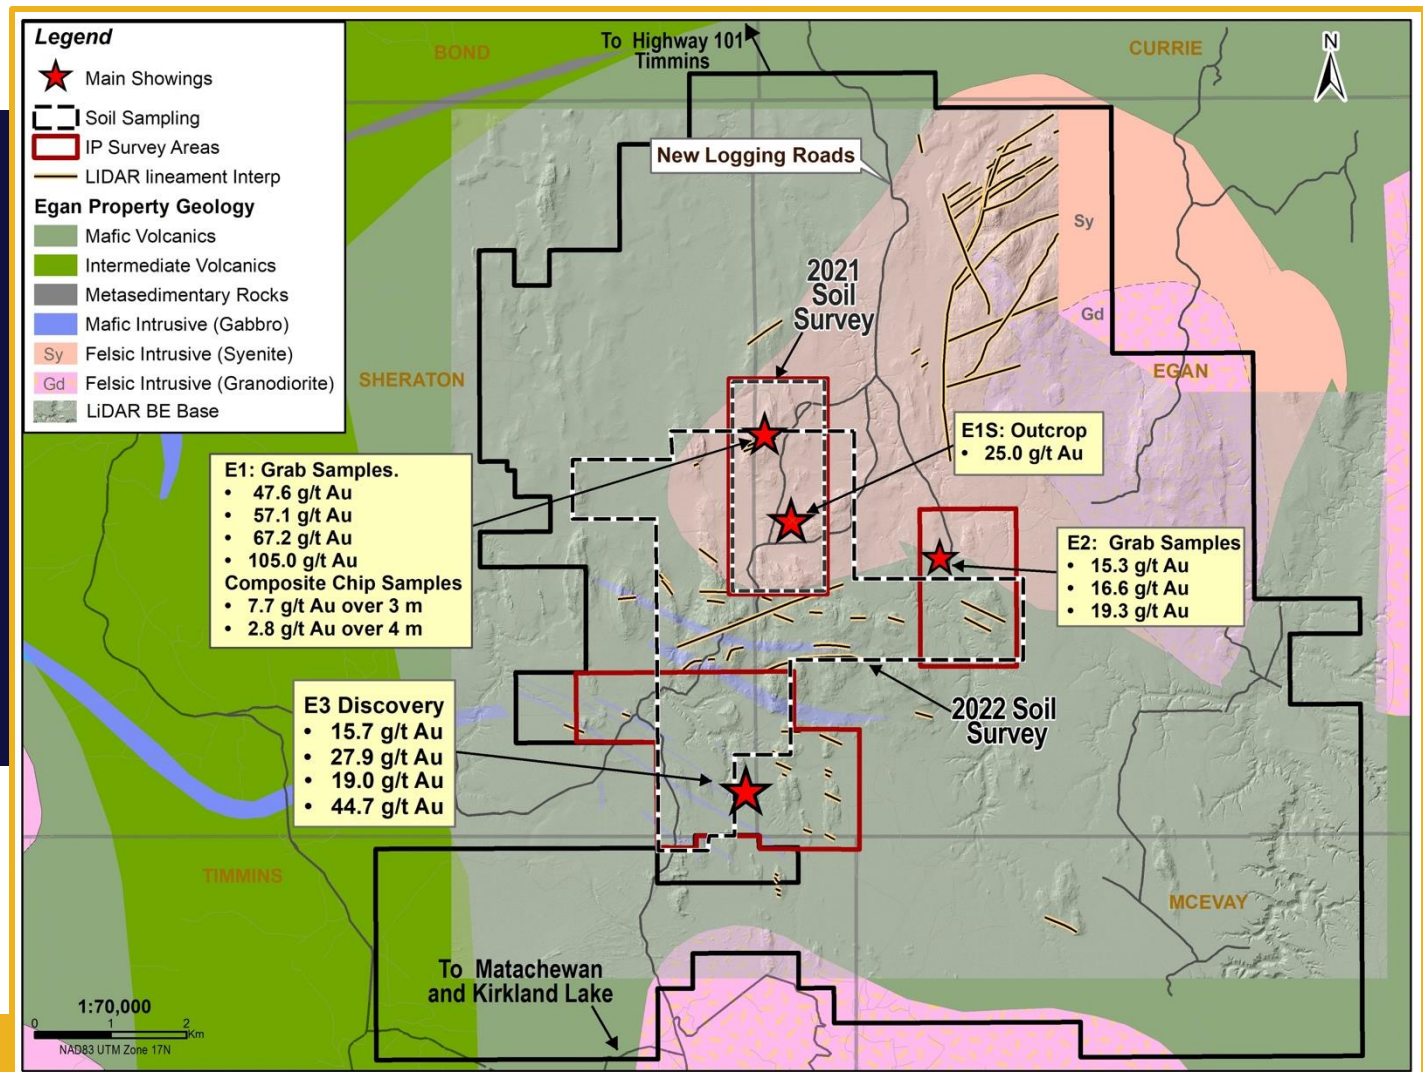 Legend
Main Showings
Soil Sampling
IP Survey Areas
LIDAR lineament Interp
Egan Property Geology
Mafic Volcanics
Intermediate Volcanics
Metasedimentary Rocks
Mafic Intrusive (Gabbro)
Sy Felsic Intrusive (Syenite)
Gd Felsic Intrusive (Granodiorite)
LiDAR BE Base
BOND
To Highway 101
Timmins
CURRIE
N
New Logging Roads
Sy
2021
Soil
Survey
Gd
SHERATON
EGAN
E1S: Outcrop
• 25.0 g/t Au
E1: Grab Samples.
• 47.6 g/t Au
• 57.1 g/t Au
• 67.2 g/t Au
• 105.0 g/t Au
Composite Chip Samples
• 7.7 g/t Au over 3 m
• 2.8 g/t Au over 4 m
E2: Grab Samples
• 15.3 g/t Au
• 16.6 g/t Au
• 19.3 g/t Au
E3 Discovery
• 15.7 g/t Au
• 27.9 g/t Au
• 19.0 g/t Au
• 44.7 g/t Au
2022 Soil
Survey
TIMMINS
MCEVAY
To Matachewan
and Kirkland Lake
1:70,000
0 1 2
Km
NAD83 UTM Zone 17N